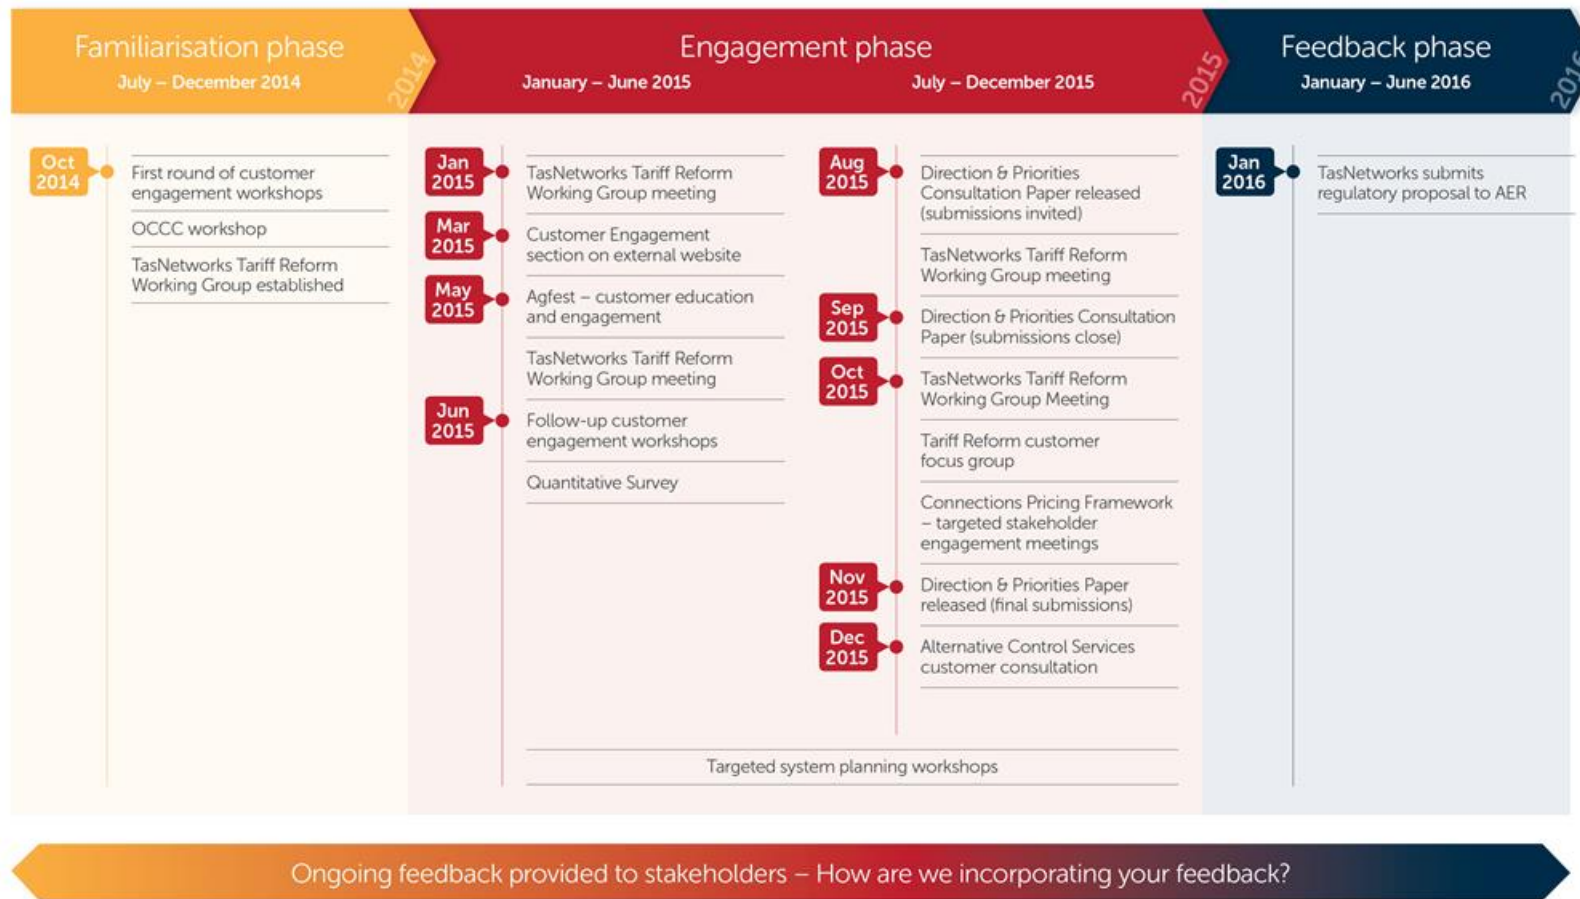 Familiarisation phase
July – December 2014
2014
Engagement phase
January – June 2015
July – December 2015
2015
Feedback phase
January – June 2016
2016
Oct
2014
First round of customer
engagement workshops
OCCC workshop
TasNetworks Tariff Reform
Working Group established
Jan
2015
TasNetworks Tariff Reform
Working Group meeting
Mar
2015
Customer Engagement
section on external website
May
2015
Agfest – customer education
and engagement
TasNetworks Tariff Reform
Working Group meeting
Jun
2015
Follow-up customer
engagement workshops
Quantitative Survey
Aug
2015
Direction & Priorities
Consultation Paper released
(submissions invited)
TasNetworks Tariff Reform
Working Group meeting
Sep
2015
Direction & Priorities Consultation
Paper (submissions close)
Oct
2015
TasNetworks Tariff Reform
Working Group Meeting
Tariff Reform customer
focus group
Connections Pricing Framework
– targeted stakeholder
engagement meetings
Nov
2015
Direction & Priorities Paper
released (final submissions)
Dec
2015
Alternative Control Services
customer consultation
Targeted system planning workshops
Jan
2016
TasNetworks submits
regulatory proposal to AER
Ongoing feedback provided to stakeholders – How are we incorporating your feedback?